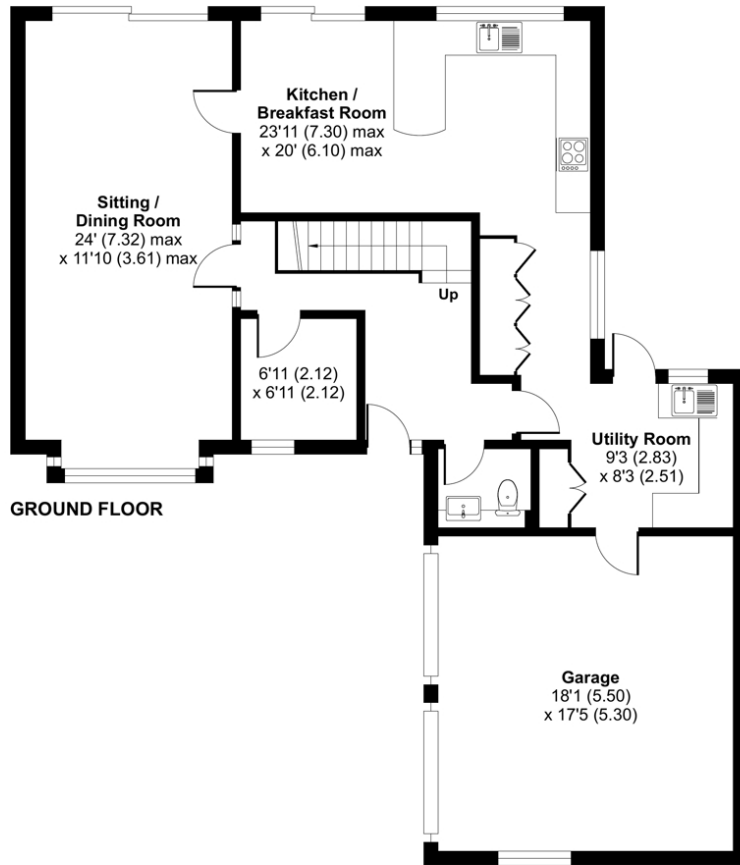 Kitchen /
Breakfast Room
23'11 (7.30) max
x 20' (6.10) max
Sitting /
Dining Room
24' (7.32) max
x 11'10 (3.61) max
Up
6'11 (2.12)
x 6'11 (2.12)
Utility Room
9'3 (2.83)
x 8'3 (2.51)
GROUND FLOOR
Garage
18'1 (5.50)
x 17'5 (5.30)